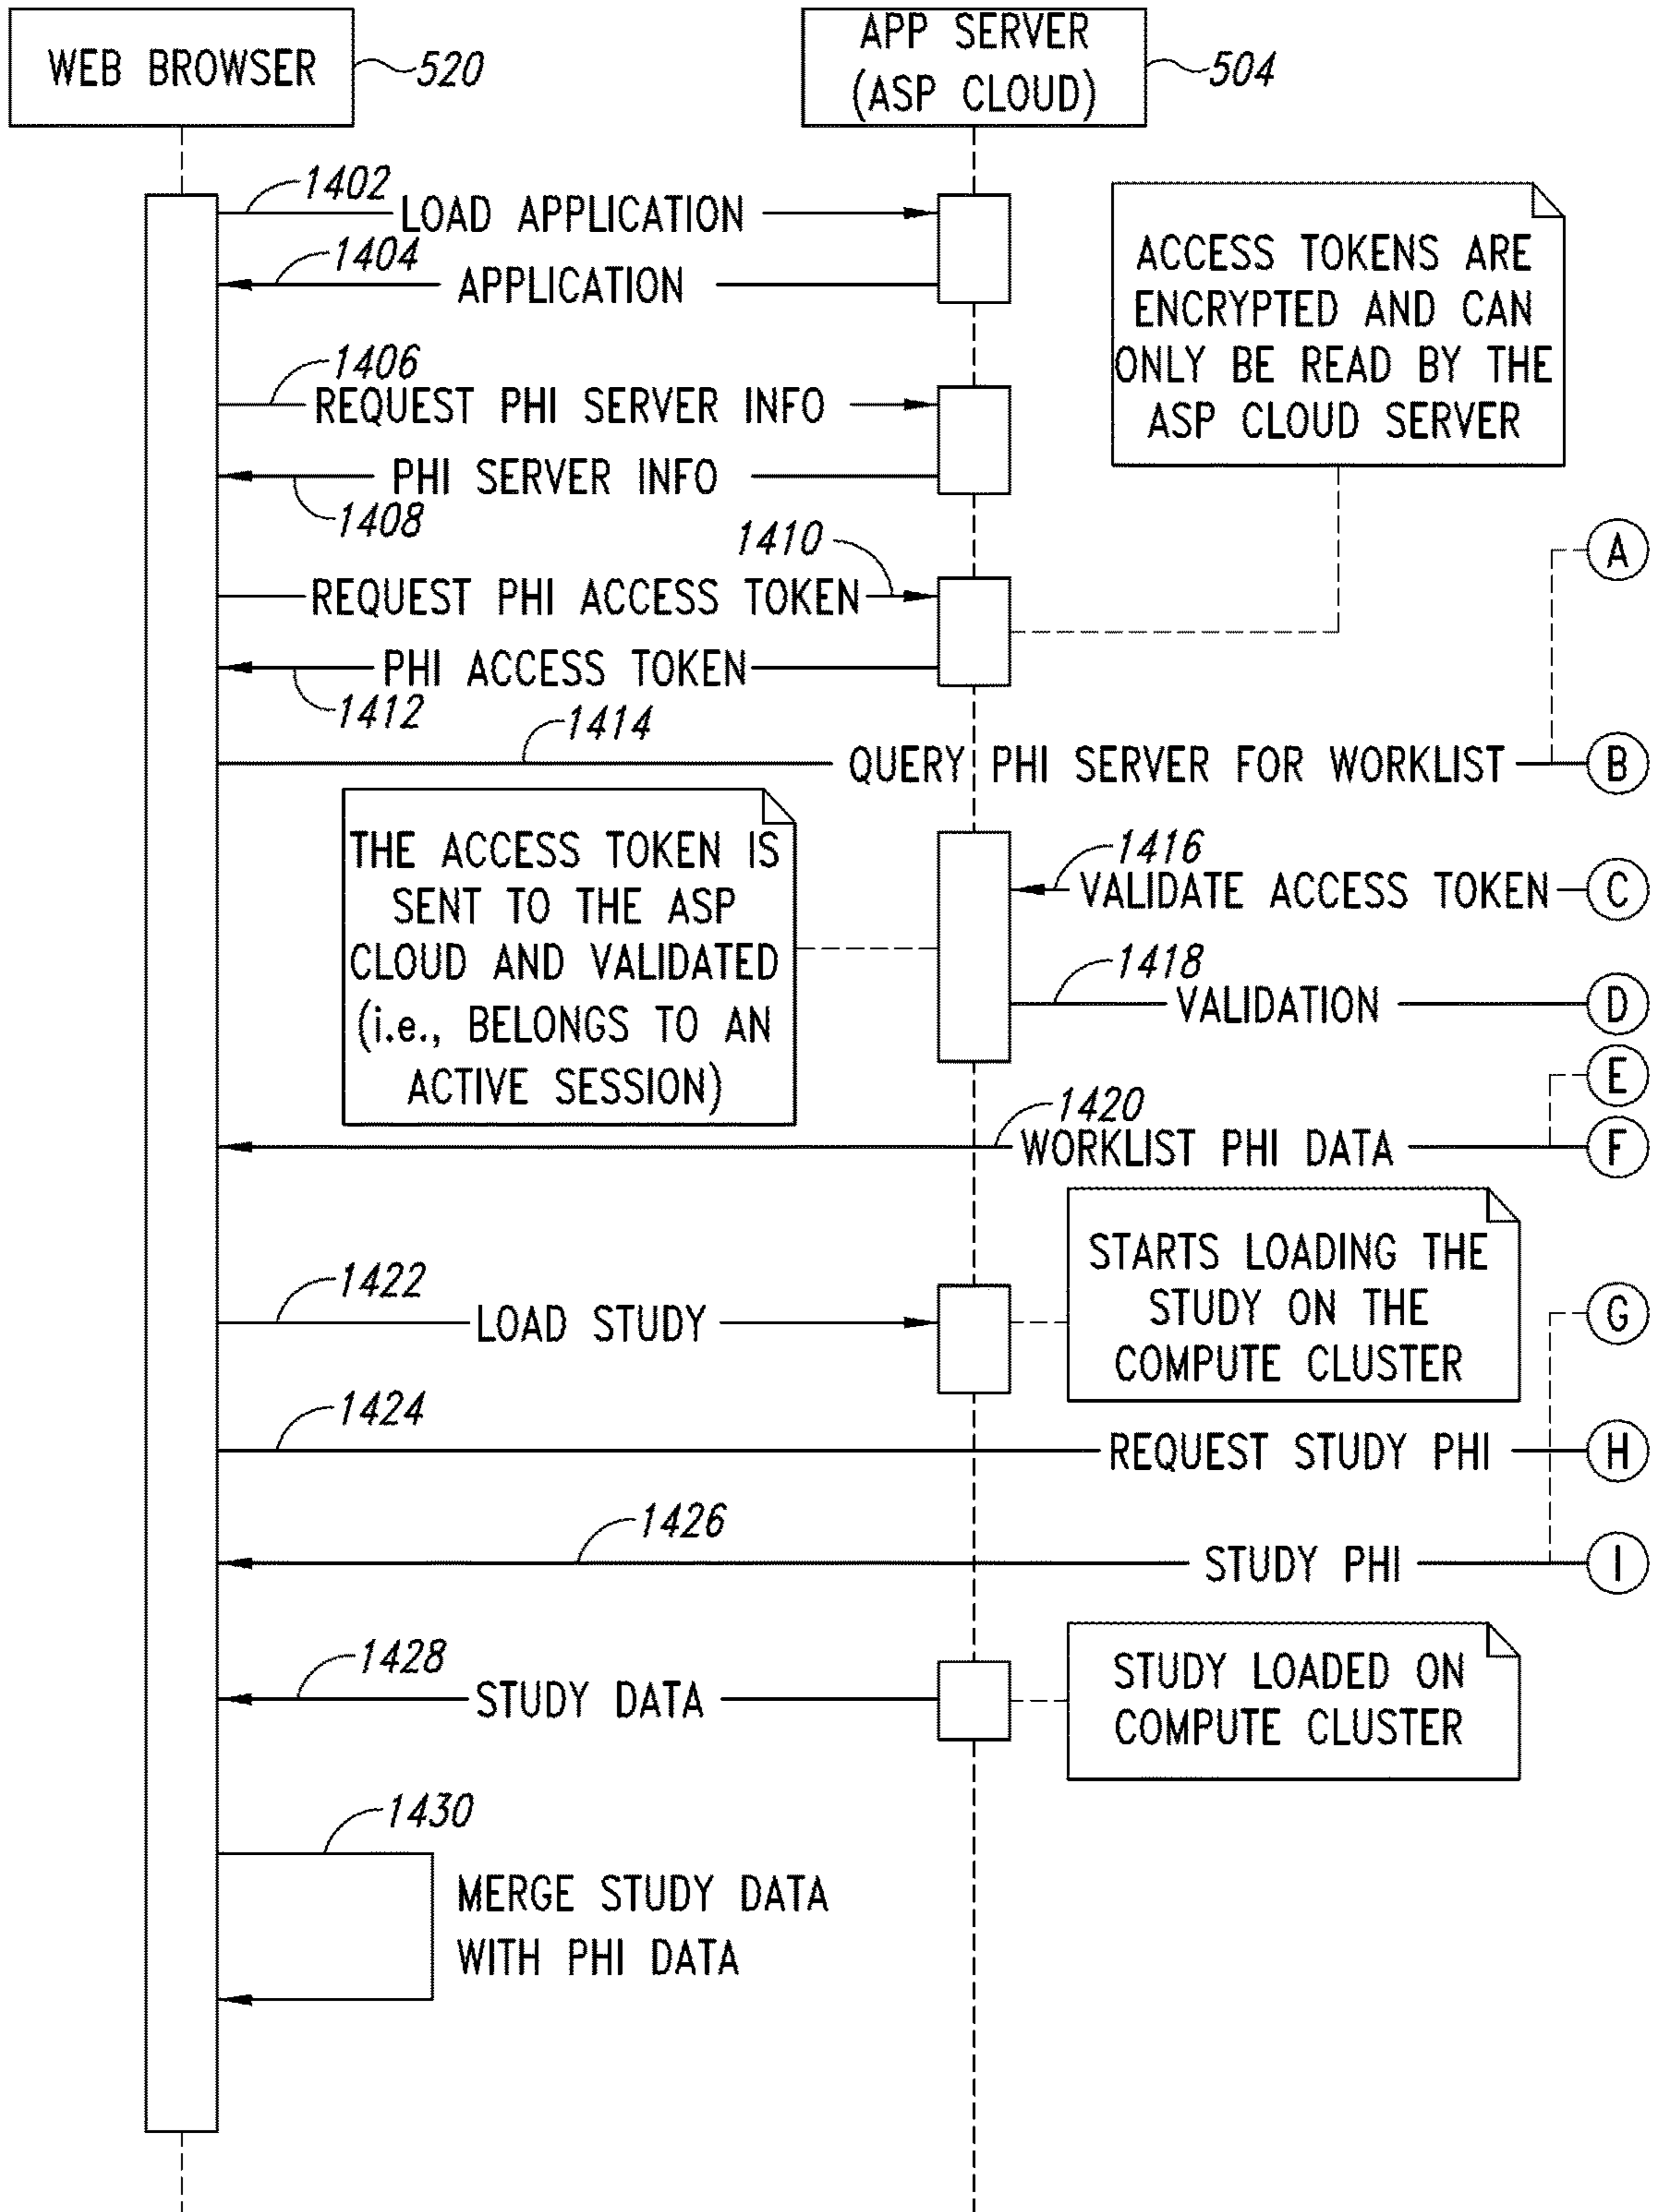 WEB BROWSER
520
APP SERVER
(ASP CLOUD)
504
1402
LOAD APPLICATION
1404
APPLICATION
ACCESS TOKENS ARE
ENCRYPTED AND CAN
ONLY BE READ BY THE
ASP CLOUD SERVER
1406
REQUEST PHI SERVER INFO
PHI SERVER INFO
1408
1410
A
REQUEST PHI ACCESS TOKEN
PHI ACCESS TOKEN
1412
1414
QUERY PHI SERVER FOR WORKLIST
B
THE ACCESS TOKEN IS
SENT TO THE ASP
CLOUD AND VALIDATED
(i.e., BELONGS TO AN
ACTIVE SESSION)
1416
VALIDATE ACCESS TOKEN
C
1418
VALIDATION
D
E
1420
WORKLIST PHI DATA
F
STARTS LOADING THE
STUDY ON THE
COMPUTE CLUSTER
1422
LOAD STUDY
G
1424
REQUEST STUDY PHI
H
1426
STUDY PHI
I
1428
STUDY DATA
STUDY LOADED ON
COMPUTE CLUSTER
1430
MERGE STUDY DATA
WITH PHI DATA